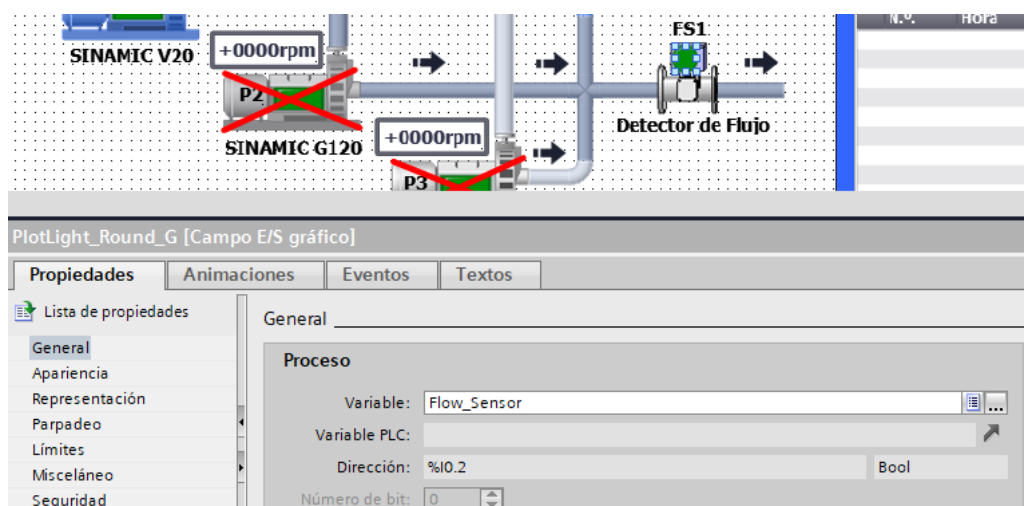 N.º. Hora
FS1
SINAMIC V20
+0000rpm
P2
Detector de Flujo
SINAMIC G120
+0000rpm
P3
PlotLight_Round_G [Campo E/S gráfico]
Propiedades Animaciones Eventos Textos
Lista de propiedades
General
General
Proceso
Apariencia
Representación
Variable: Flow_Sensor
...
Parpadeo
Variable PLC:
Límites
Dirección: %I0.2 Bool
Misceláneo
Seguridad
Número de bit: 0